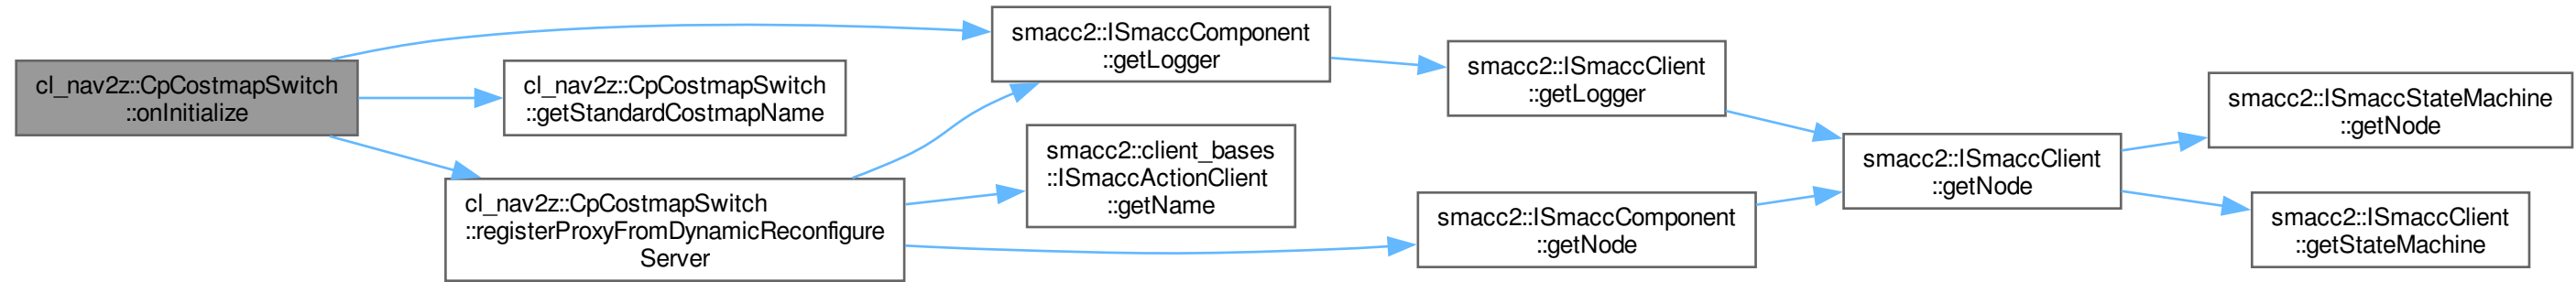 cl_nav2z::CpCostmapSwitch
::onInitialize
cl_nav2z::CpCostmapSwitch
::getStandardCostmapName
cl_nav2z::CpCostmapSwitch
::registerProxyFromDynamicReconfigure
Server
smacc2::ISmaccComponent
::getLogger
smacc2::client_bases
::ISmaccActionClient
::getName
smacc2::ISmaccClient
::getLogger
smacc2::ISmaccComponent
::getNode
smacc2::ISmaccClient
::getNode
smacc2::ISmaccStateMachine
::getNode
smacc2::ISmaccClient
::getStateMachine